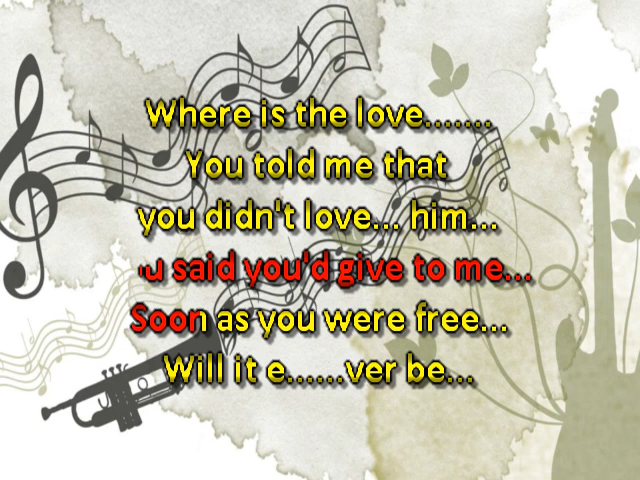 Where is the love.......
You told me that
you didn't love... him...
u said you'd give to me...
Soon as you were free...
Will it e......ver be...